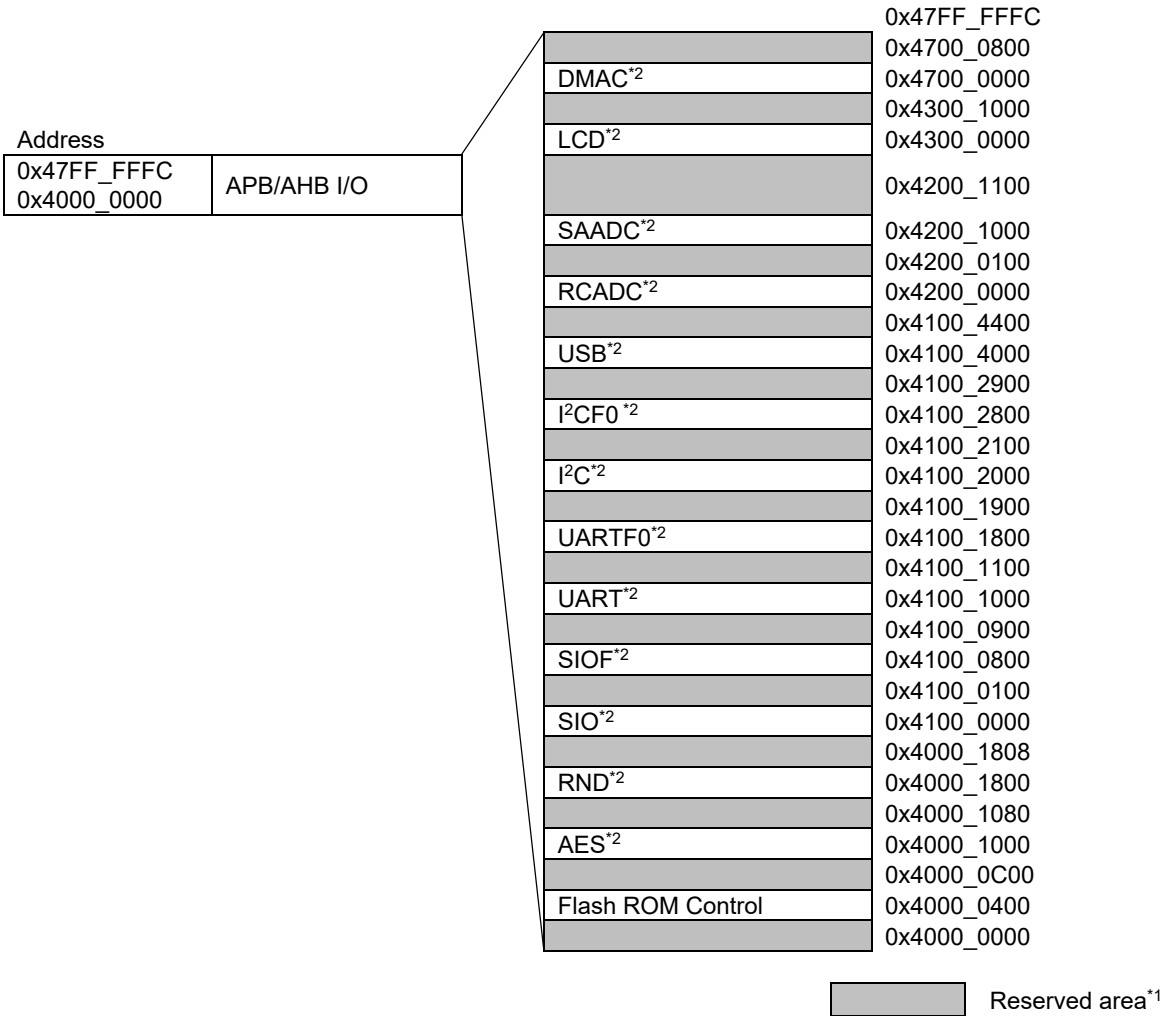 0x47FF_FFFC
0x4700_0800
DMAC*2 0x4700_0000
0x4300_1000
Address
LCD*2 0x4300_0000
0x47FF_FFFC
0x4000_0000
APB/AHB I/O
0x4200_1100
SAADC*2 0x4200_1000
0x4200_0100
RCADC*2 0x4200_0000
0x4100_4400
USB*2 0x4100_4000
0x4100_2900
I²CF0 *2 0x4100_2800
0x4100_2100
I²C*2 0x4100_2000
0x4100_1900
UARTF0*2 0x4100_1800
0x4100_1100
UART*2 0x4100_1000
0x4100_0900
SIOF*2 0x4100_0800
0x4100_0100
SIO*2 0x4100_0000
0x4000_1808
RND*2 0x4000_1800
0x4000_1080
AES*2 0x4000_1000
0x4000_0C00
Flash ROM Control 0x4000_0400
0x4000_0000
Reserved area*1